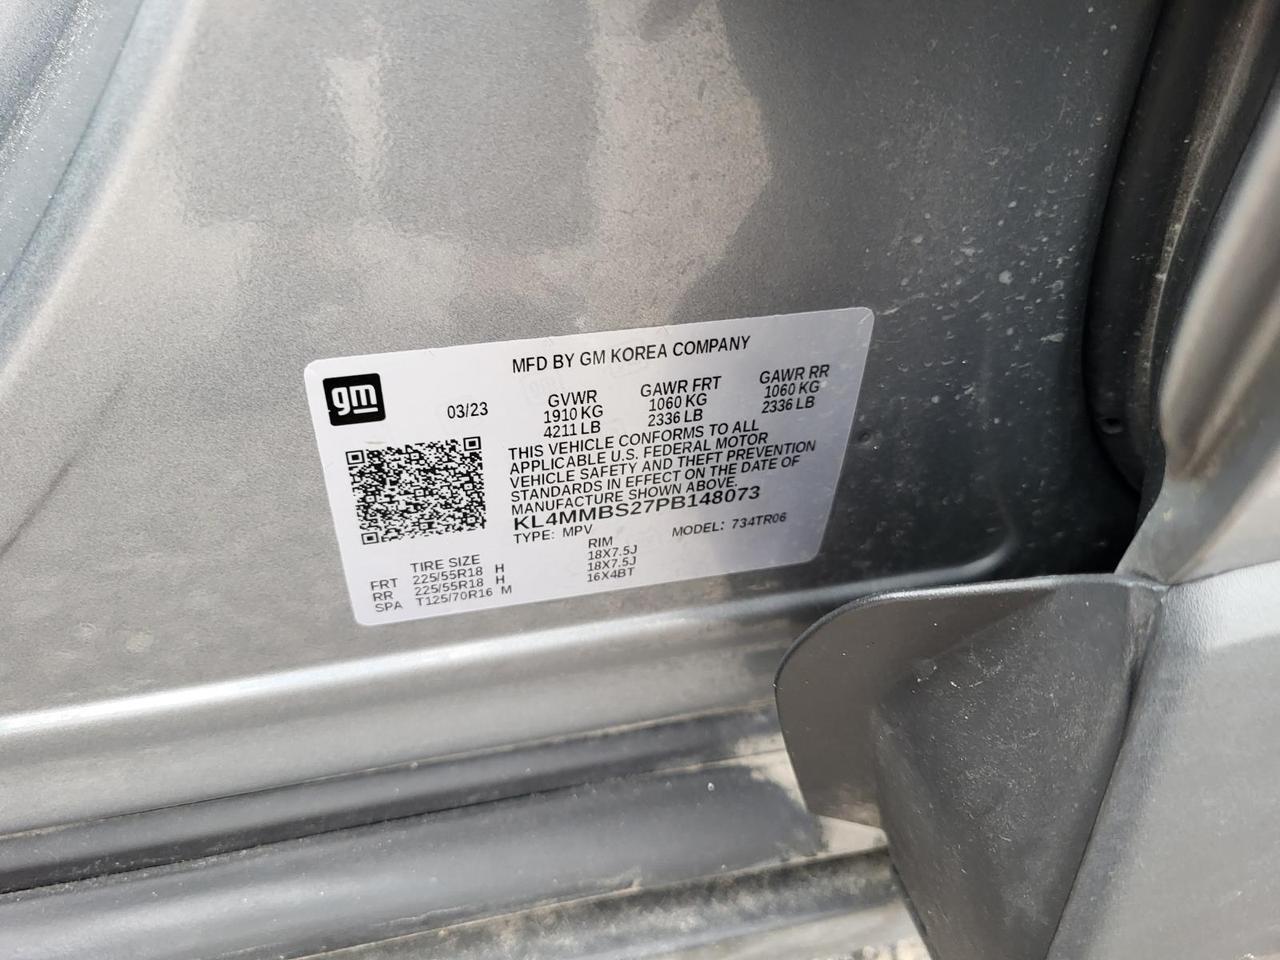 MFD BY GM KOREA COMPANY
gm
03/23
GVWR GAWR FRT GAWR RR
1910 KG 1060 KG 1060 KG
4211 LB 2336 LB 2336 LB
THIS VEHICLE CONFORMS TO ALL
APPLICABLE U.S. FEDERAL MOTOR
VEHICLE SAFETY AND THEFT PREVENTION
STANDARDS IN EFFECT ON THE DATE OF
MANUFACTURE SHOWN ABOVE.
KL4MMBS27PB148073
TYPE: MPV MODEL: 734TR06
TIRE SIZE RIM
FRT 225/55R18 H 18X7.5J
RR 225/55R18 H 18X7.5J
SPA T125/70R16 M 16X4BT